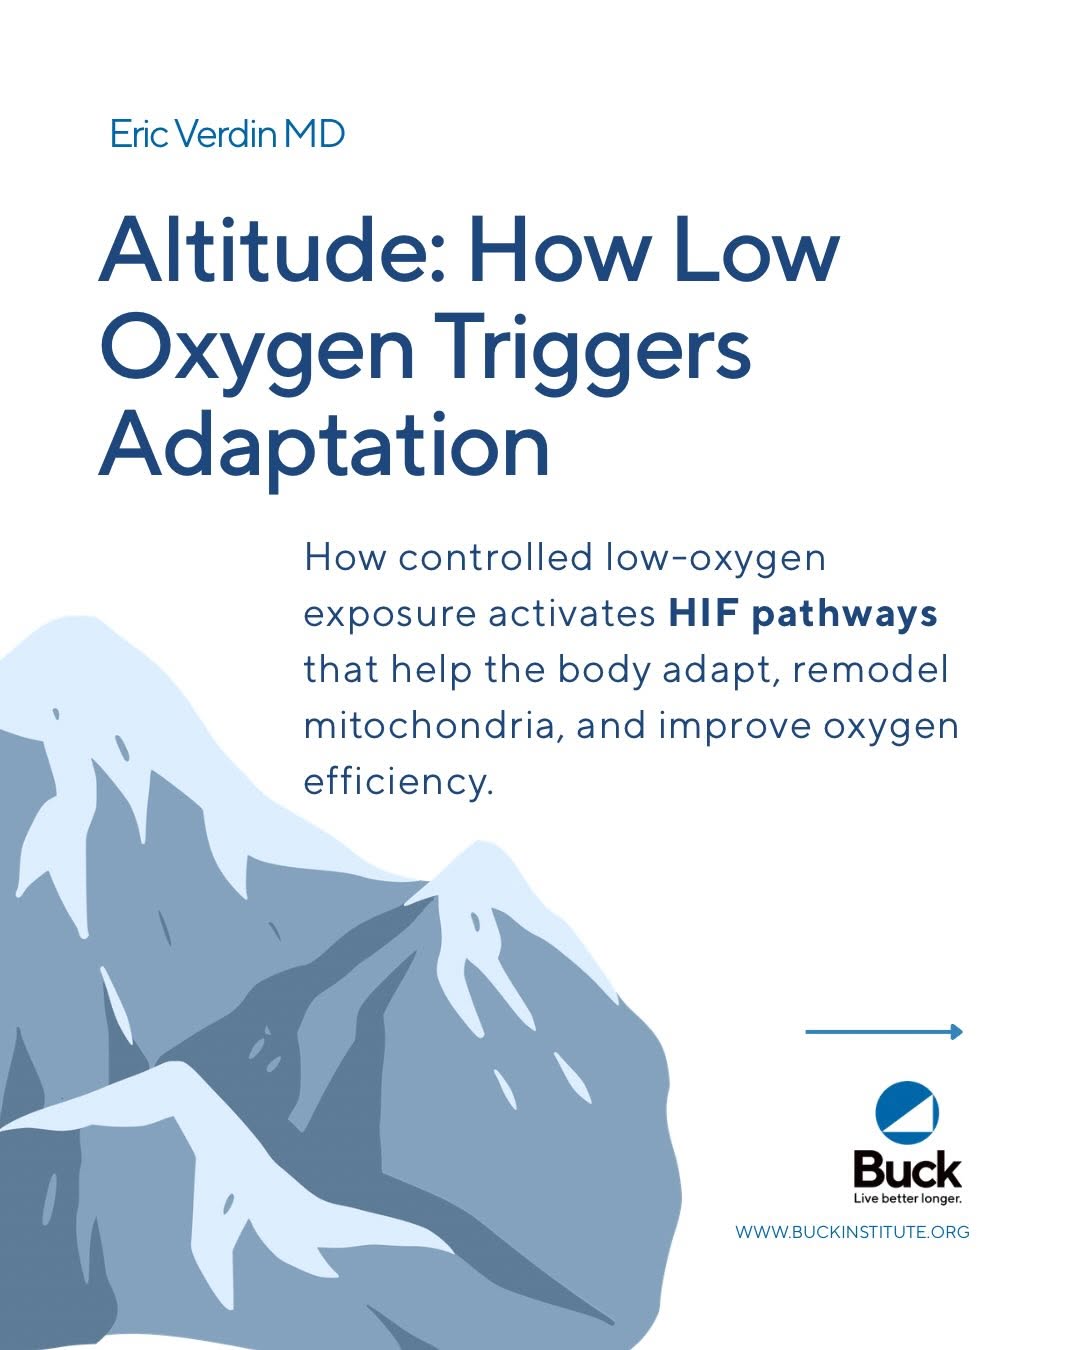 Eric Verdin MD
Altitude: How Low
Oxygen Triggers
Adaptation
How controlled low-oxygen
exposure activates HIF pathways
that help the body adapt, remodel
mitochondria, and improve oxygen
efficiency.
Buck
Live better longer.
WWW.BUCKINSTITUTE.ORG